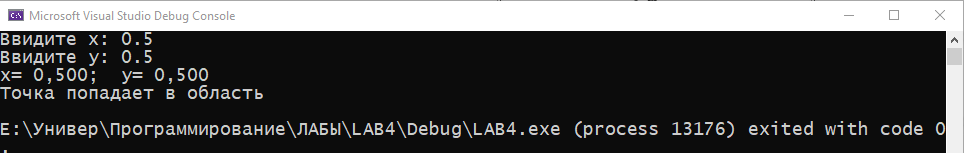 Microsoft Visual Studio Debug Console
Ввидите x: 0.5
Ввидите y: 0.5
x= 0,500;  y= 0,500
Точка попадает в область
E:\Универ\Программирование\ЛАБЫ\LAB4\Debug\LAB4.exe (process 13176) exited with code 0